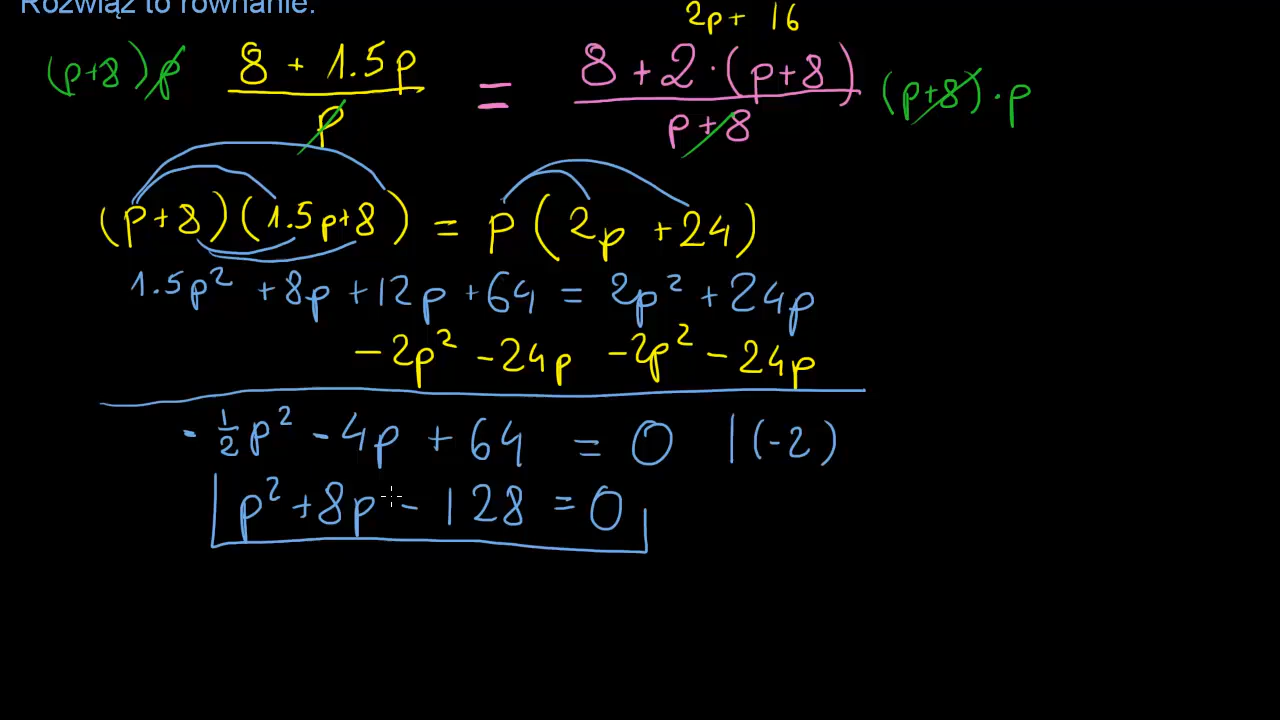 Rozwiąż to równanie.
2p + 16
(p+8) p 8 + 1.5p = 8 + 2 · (p+8) (p+8) · p
p p+8
(p+8)(1.5p+8) = p(2p +24)
1.5p² +8p +12p +64 = 2p² +24p
-2p² -24p -2p² -24p
- 1/2 p² -4p +64 = 0 |(-2)
p² +8p - 128 = 0